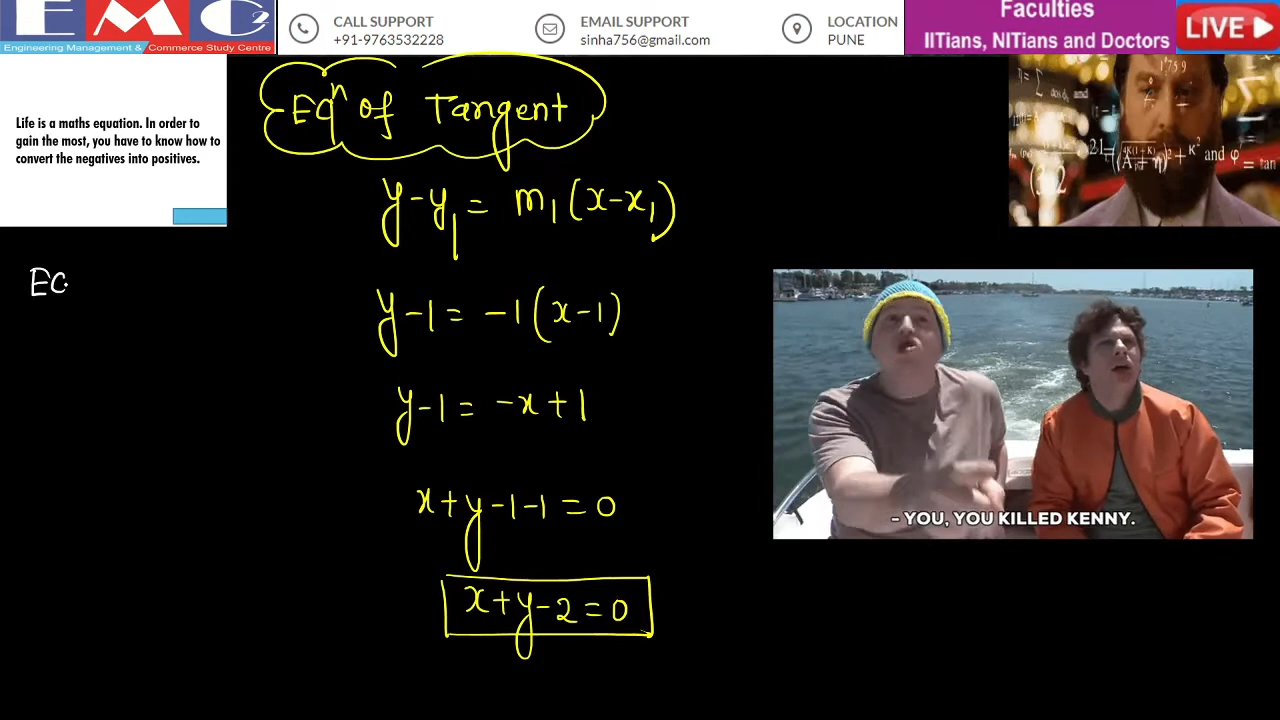 EMC²
Engineering Management & Commerce Study Centre
CALL SUPPORT
+91-9763532228
EMAIL SUPPORT
sinha756@gmail.com
LOCATION
PUNE
Faculties
IITians, NITians and Doctors
LIVE
Life is a maths equation. In order to
gain the most, you have to know how to
convert the negatives into positives.
Eqⁿ of Tangent
y-y₁ = m₁(x-x₁)
EC
y-1 = -1(x-1)
y-1 = -x+1
x+y-1-1 = 0
x+y-2=0
- YOU, YOU KILLED KENNY.